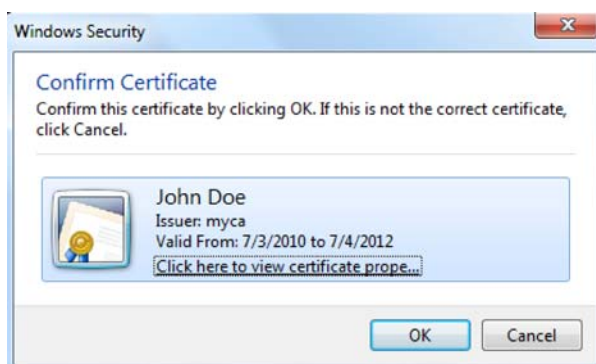 Windows Security
Confirm Certificate
Confirm this certificate by clicking OK. If this is not the correct certificate,
click Cancel.
John Doe
Issuer: myca
Valid From: 7/3/2010 to 7/4/2012
Click here to view certificate prope...
OK Cancel